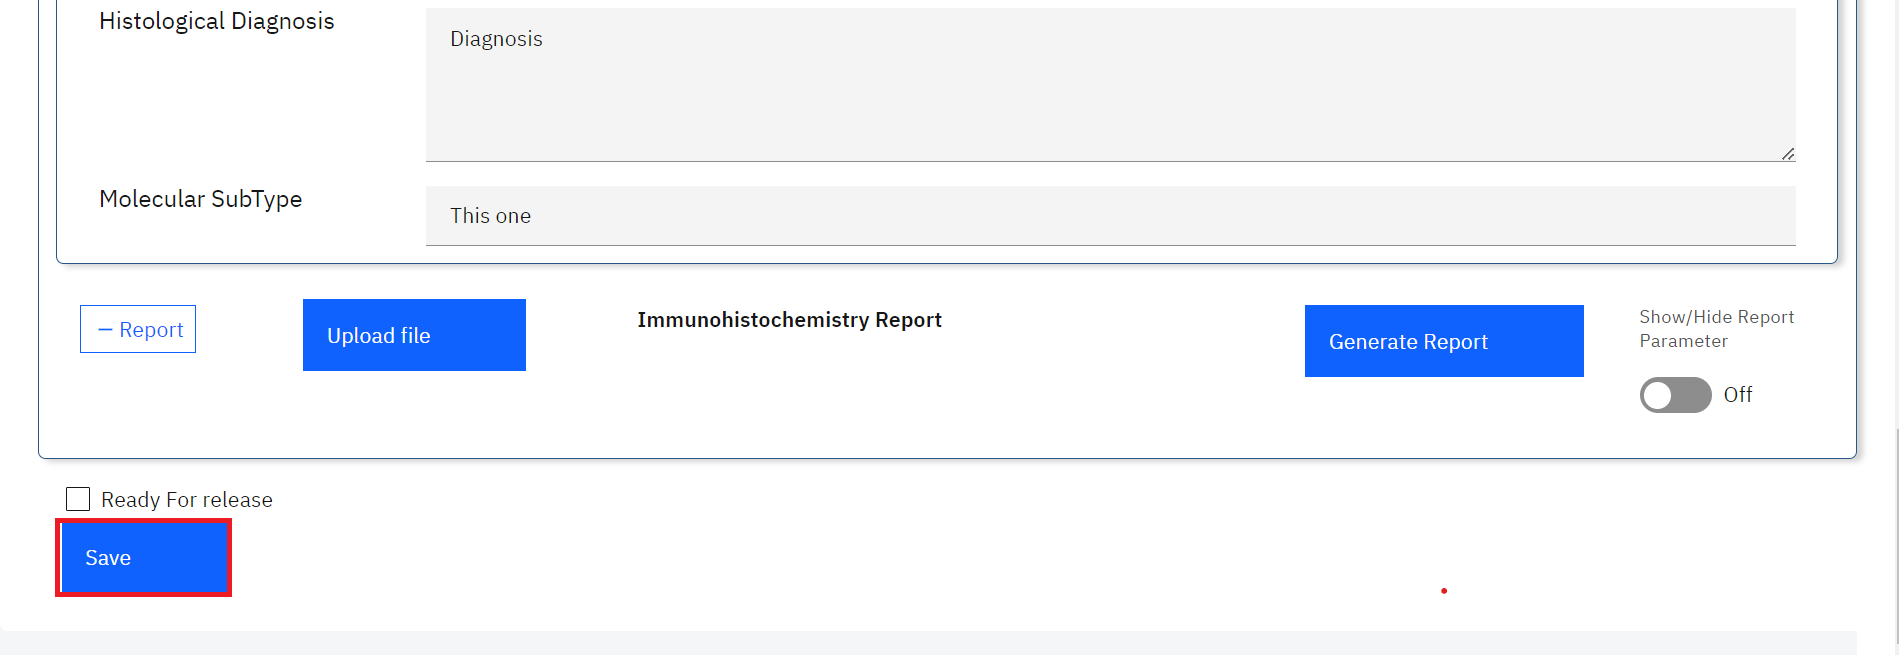 Histological Diagnosis
Diagnosis
Molecular SubType
This one
− Report
Upload file
Immunohistochemistry Report
Generate Report
Show/Hide Report
Parameter
Off
Ready For release
Save